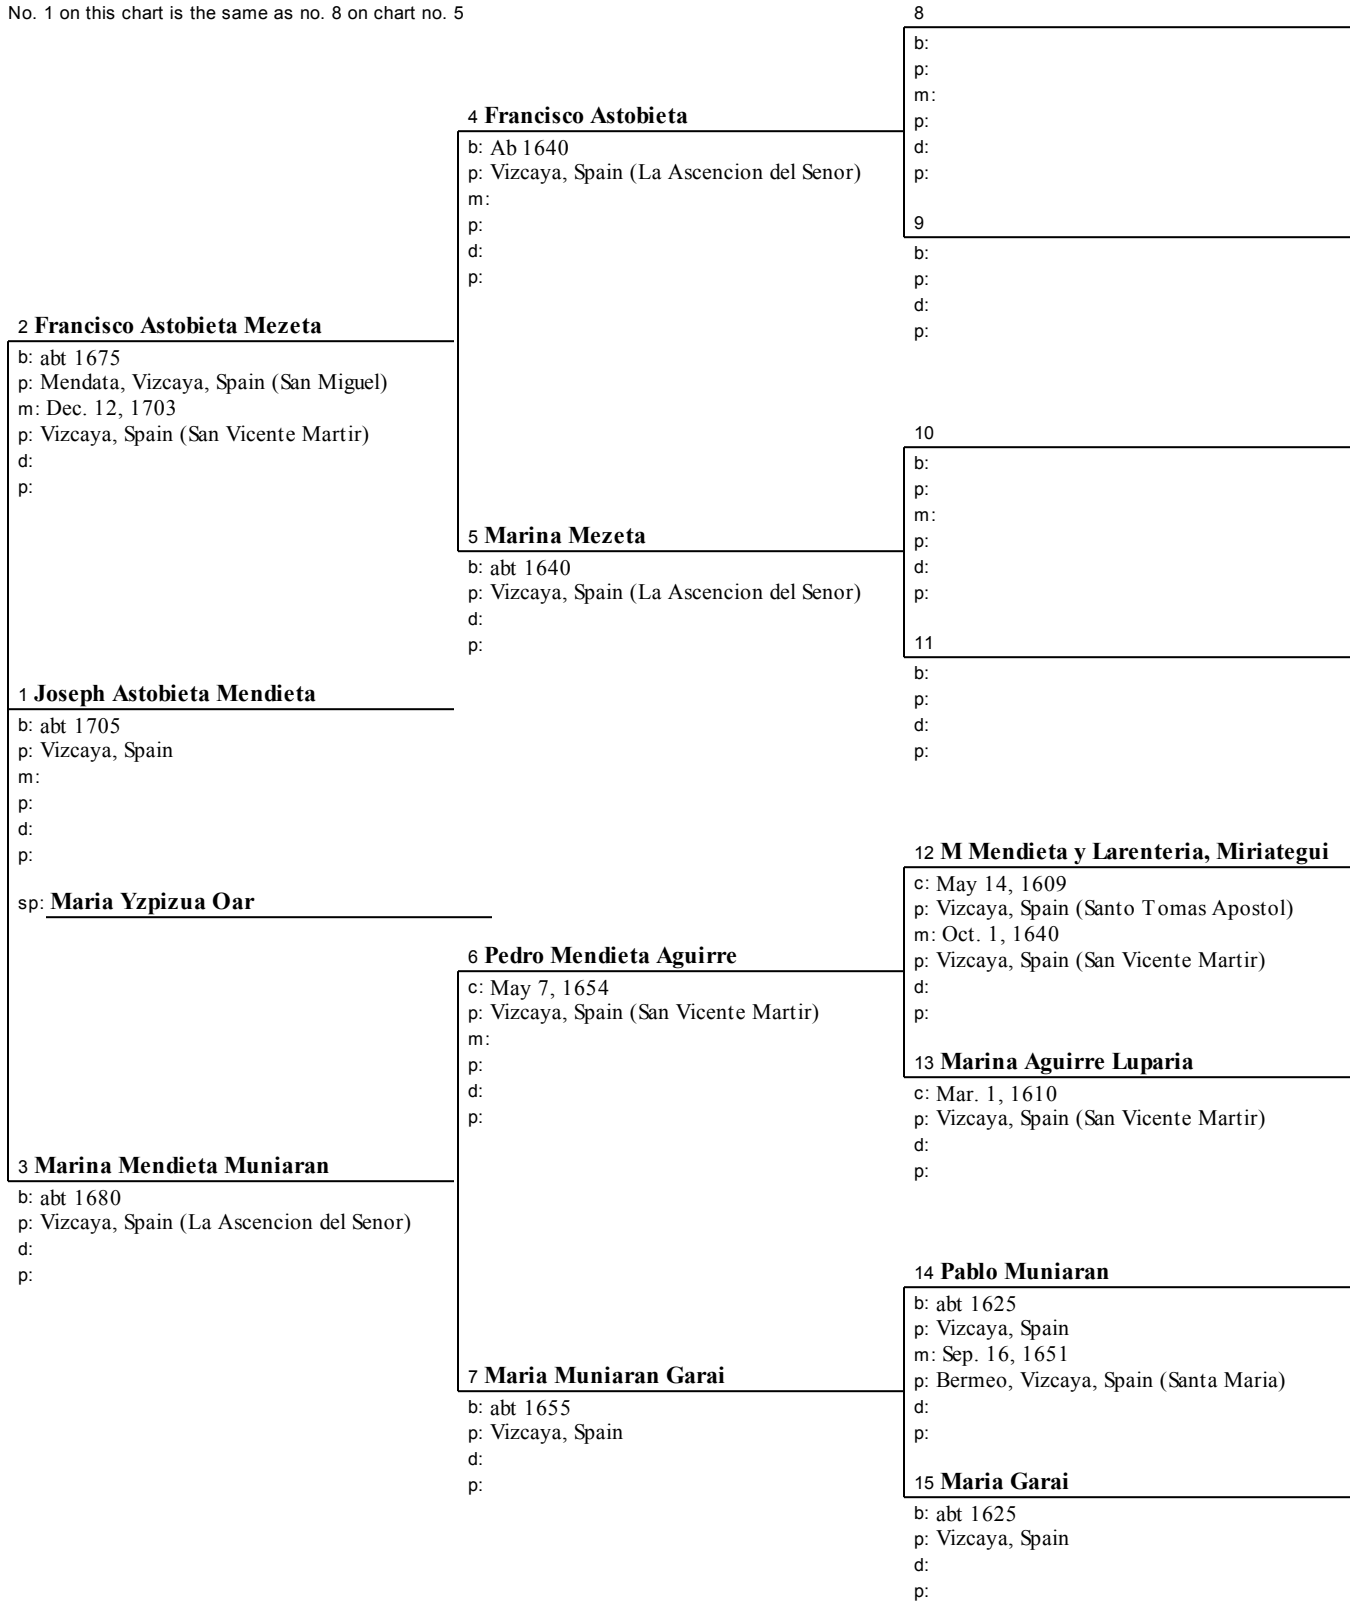 No. 1 on this chart is the same as no. 8 on chart no. 5
8
b:
p:
m:
p:
d:
p:
4 Francisco Astobieta
b: Ab 1640
p: Vizcaya, Spain (La Ascencion del Senor)
m:
p:
d:
p:
9
b:
p:
d:
p:
2 Francisco Astobieta Mezeta
b: abt 1675
p: Mendata, Vizcaya, Spain (San Miguel)
m: Dec. 12, 1703
p: Vizcaya, Spain (San Vicente Martir)
d:
p:
10
b:
p:
m:
p:
d:
p:
5 Marina Mezeta
b: abt 1640
p: Vizcaya, Spain (La Ascencion del Senor)
d:
p:
11
b:
p:
d:
p:
1 Joseph Astobieta Mendieta
b: abt 1705
p: Vizcaya, Spain
m:
p:
d:
p:
sp: Maria Yzpizua Oar
12 M Mendieta y Larenteria, Miriategui
c: May 14, 1609
p: Vizcaya, Spain (Santo Tomas Apostol)
m: Oct. 1, 1640
p: Vizcaya, Spain (San Vicente Martir)
d:
p:
6 Pedro Mendieta Aguirre
c: May 7, 1654
p: Vizcaya, Spain (San Vicente Martir)
m:
p:
d:
p:
13 Marina Aguirre Luparia
c: Mar. 1, 1610
p: Vizcaya, Spain (San Vicente Martir)
d:
p:
3 Marina Mendieta Muniaran
b: abt 1680
p: Vizcaya, Spain (La Ascencion del Senor)
d:
p:
14 Pablo Muniaran
b: abt 1625
p: Vizcaya, Spain
m: Sep. 16, 1651
p: Bermeo, Vizcaya, Spain (Santa Maria)
d:
p:
7 Maria Muniaran Garai
b: abt 1655
p: Vizcaya, Spain
d:
p:
15 Maria Garai
b: abt 1625
p: Vizcaya, Spain
d:
p: